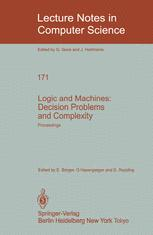 Lecture Notes in
Computer Science
Edited by G. Goos and J. Hartmanis
171
Logic and Machines:
Decision Problems
and Complexity
Proceedings
Edited by E. Börger, G. Hasenjaeger and D. Rödding
Springer-Verlag
Berlin Heidelberg New York Tokyo